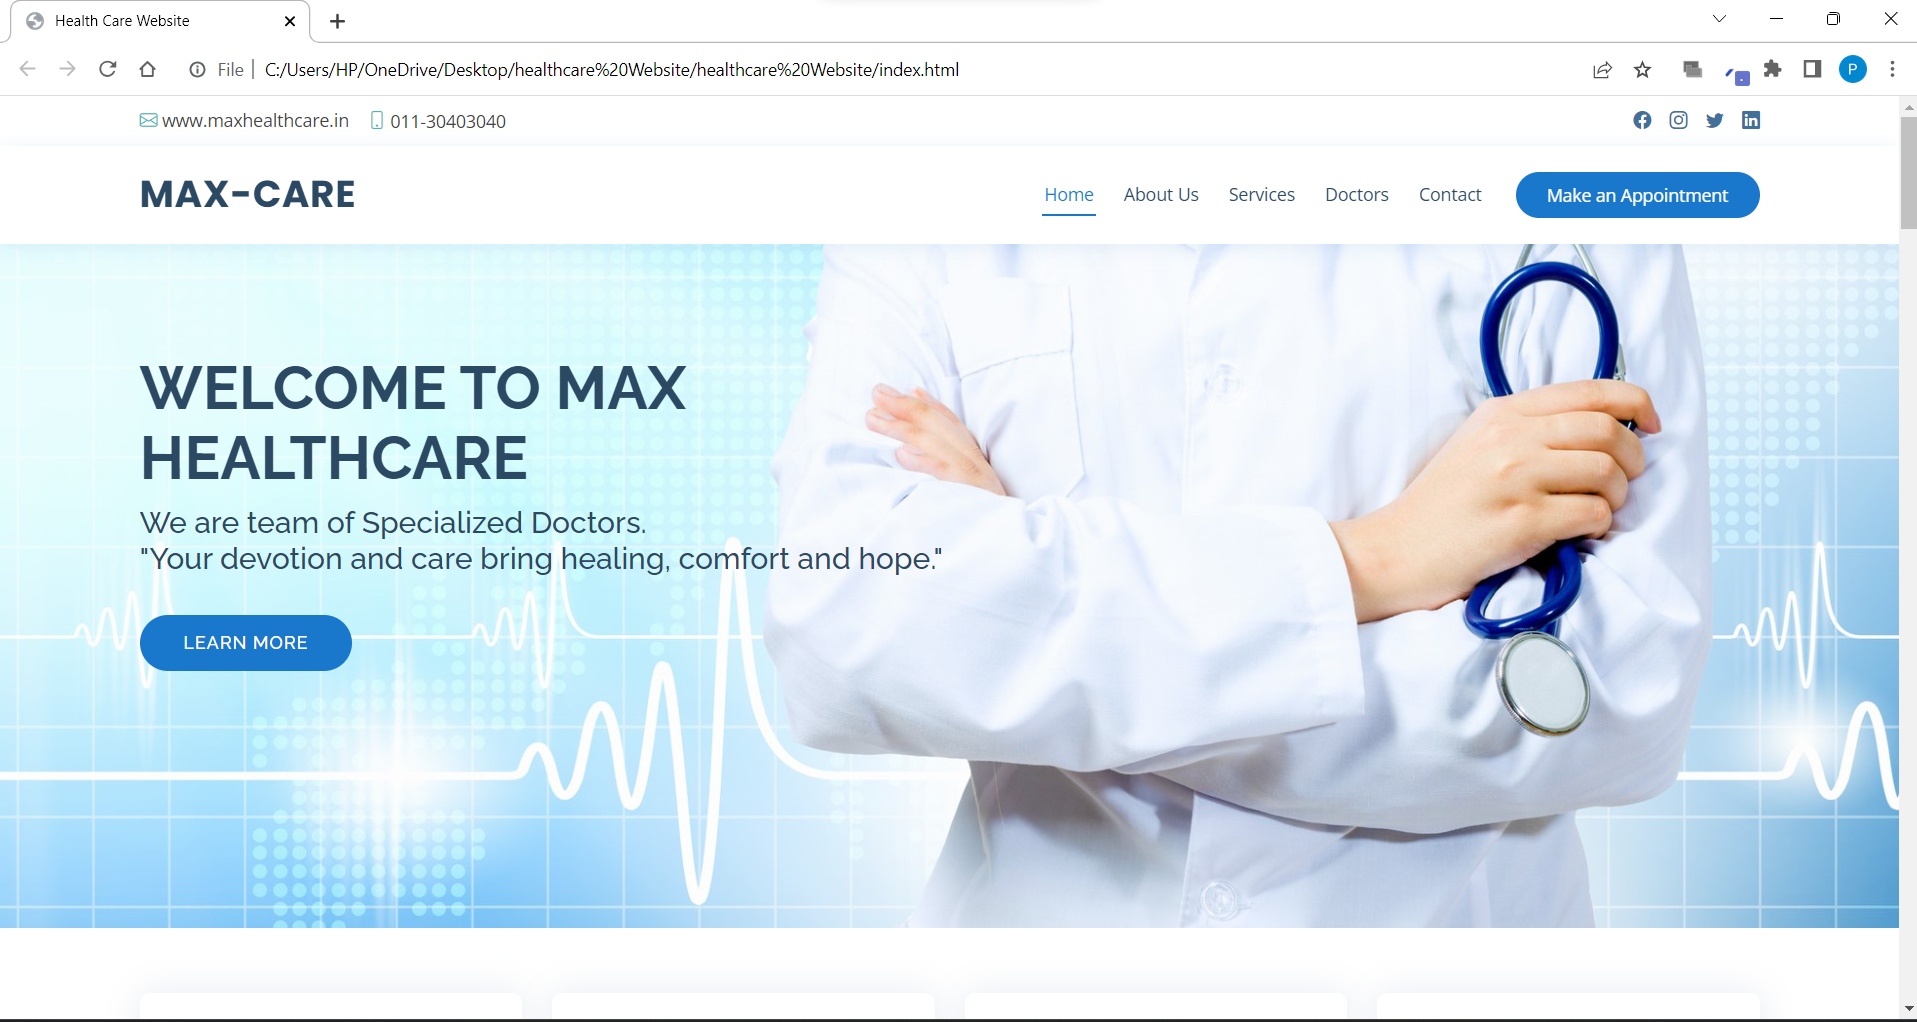 Health Care Website
File | C:/Users/HP/OneDrive/Desktop/healthcare%20Website/healthcare%20Website/index.html
P
www.maxhealthcare.in 011-30403040
MAX-CARE
Home About Us Services Doctors Contact Make an Appointment
WELCOME TO MAX
HEALTHCARE
We are team of Specialized Doctors.
"Your devotion and care bring healing, comfort and hope."
LEARN MORE